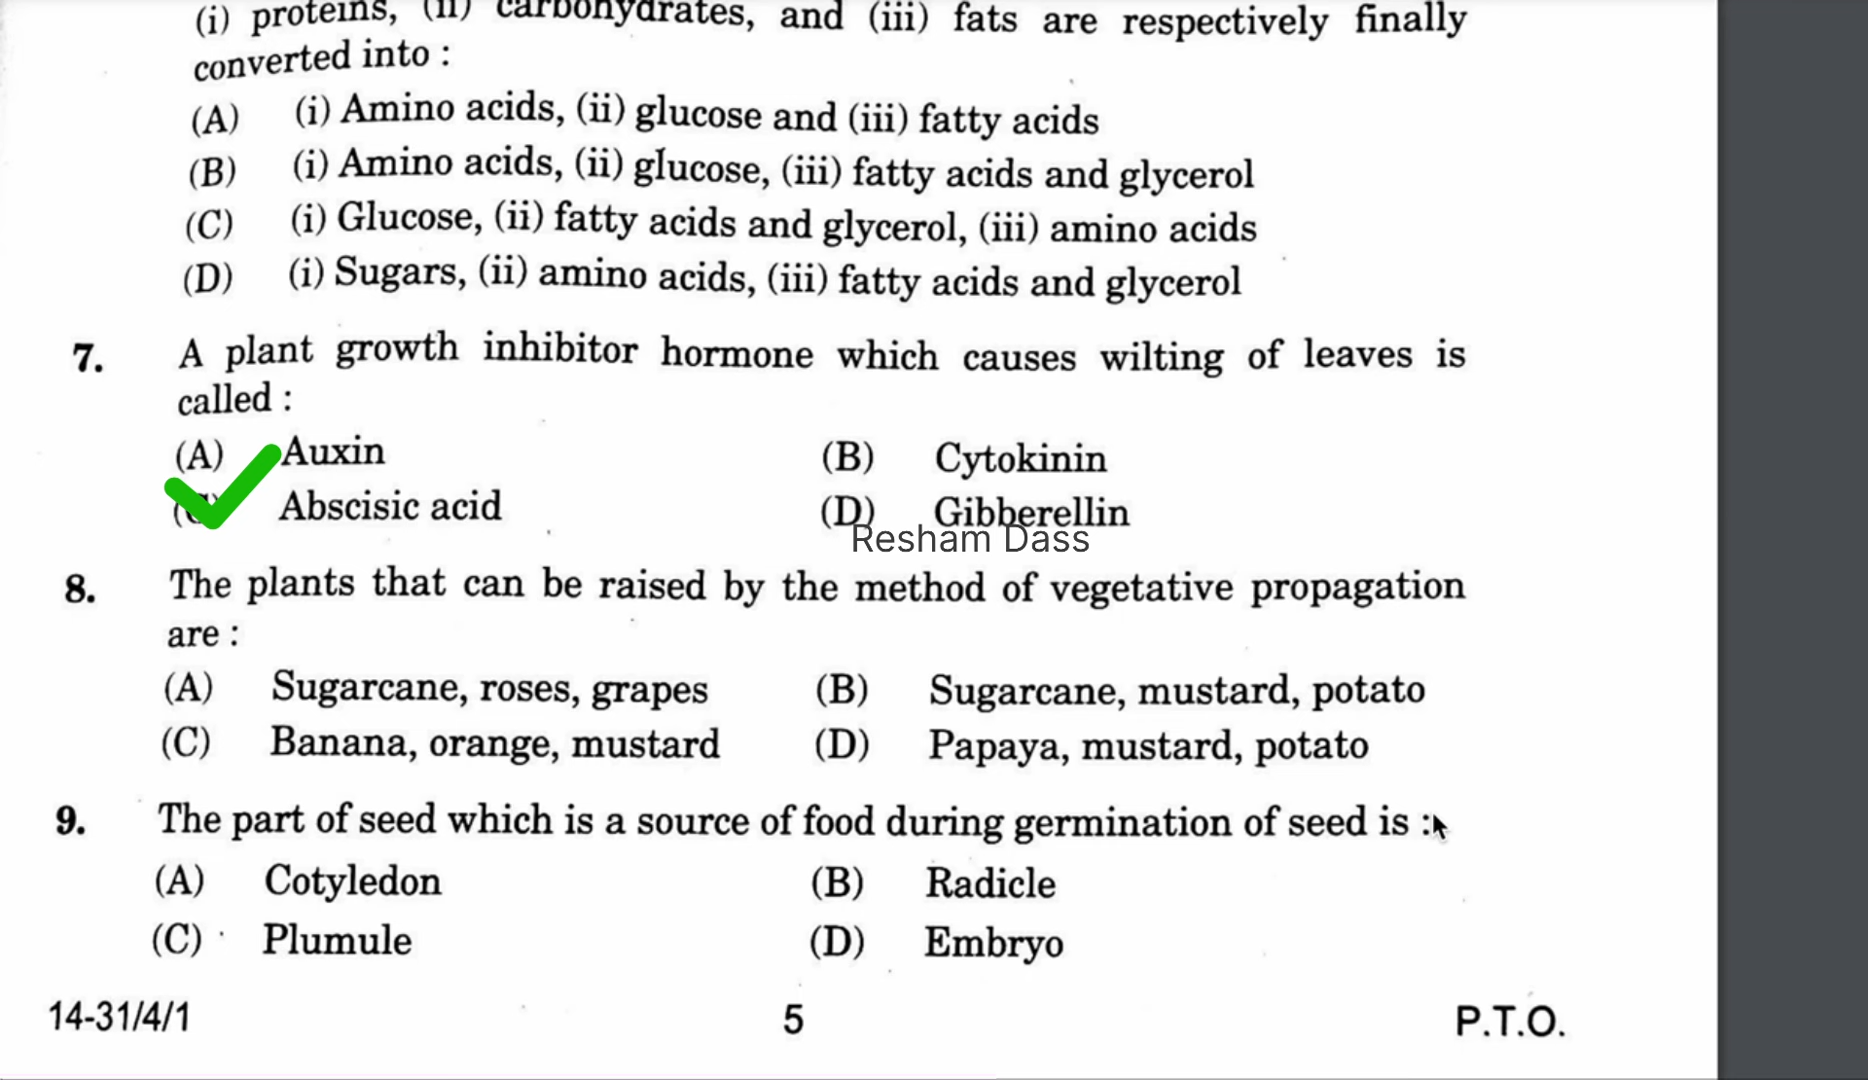 (i) proteins, (ii) carbohydrates, and (iii) fats are respectively finally
converted into :
(A) (i) Amino acids, (ii) glucose and (iii) fatty acids
(B) (i) Amino acids, (ii) glucose, (iii) fatty acids and glycerol
(C) (i) Glucose, (ii) fatty acids and glycerol, (iii) amino acids
(D) (i) Sugars, (ii) amino acids, (iii) fatty acids and glycerol
7. A plant growth inhibitor hormone which causes wilting of leaves is
called :
(A) Auxin (B) Cytokinin
(C) Abscisic acid (D) Gibberellin
Resham Dass
8. The plants that can be raised by the method of vegetative propagation
are :
(A) Sugarcane, roses, grapes (B) Sugarcane, mustard, potato
(C) Banana, orange, mustard (D) Papaya, mustard, potato
9. The part of seed which is a source of food during germination of seed is :
(A) Cotyledon (B) Radicle
(C) Plumule (D) Embryo
14-31/4/1 5 P.T.O.